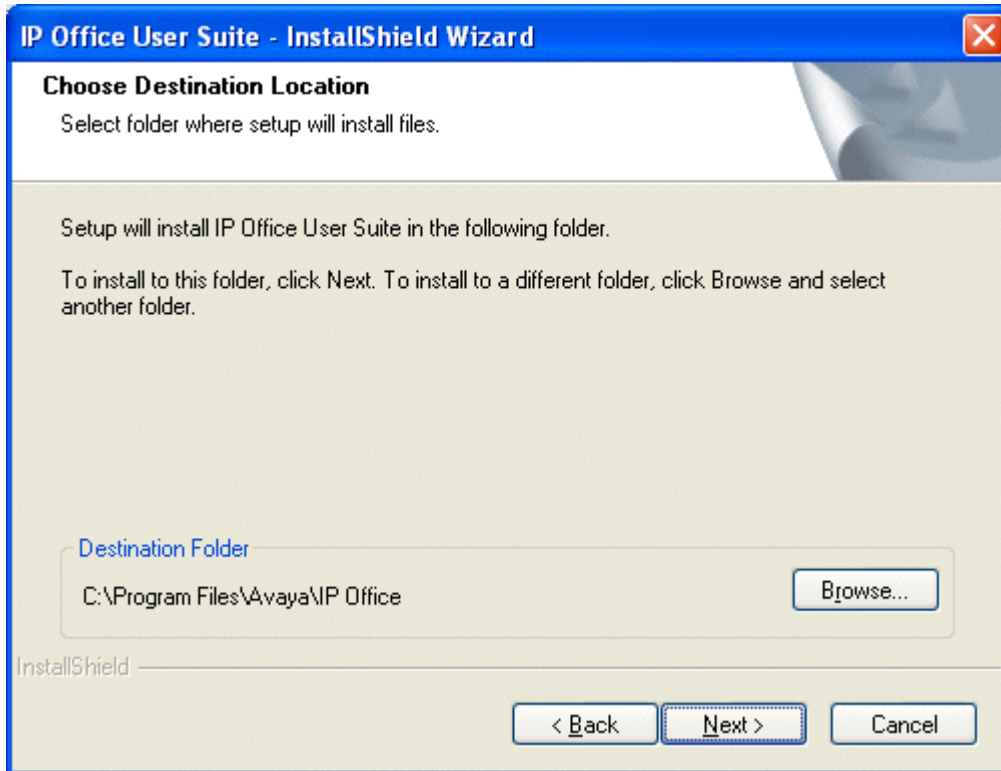 IP Office User Suite - InstallShield Wizard
Choose Destination Location
Select folder where setup will install files.
Setup will install IP Office User Suite in the following folder.
To install to this folder, click Next. To install to a different folder, click Browse and select
another folder.
Destination Folder
C:\Program Files\Avaya\IP Office
Browse...
InstallShield
< Back
Next >
Cancel